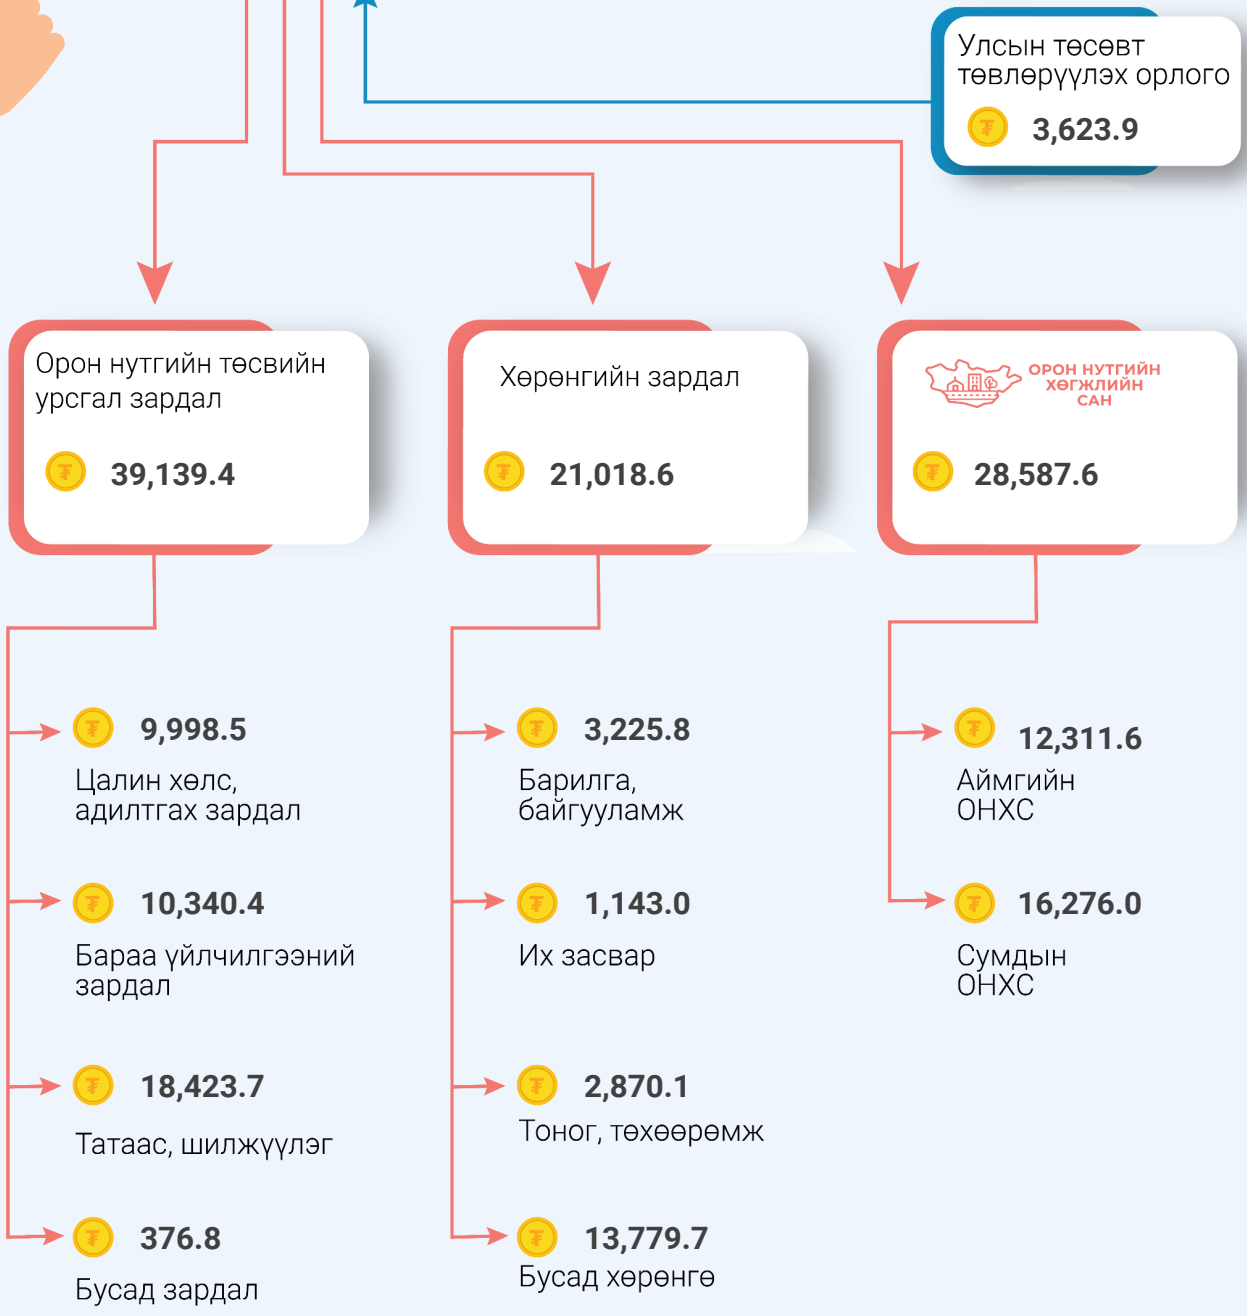 Улсын төсөвт
төвлөрүүлэх орлого
₮ 3,623.9
Орон нутгийн төсвийн
урсгал зардал
₮ 39,139.4
Хөрөнгийн зардал
₮ 21,018.6
ОРОН НУТГИЙН
ХӨГЖЛИЙН
САН
₮ 28,587.6
₮ 9,998.5
Цалин хөлс,
адилтгах зардал
₮ 10,340.4
Бараа үйлчилгээний
зардал
₮ 18,423.7
Татаас, шилжүүлэг
₮ 376.8
Бусад зардал
₮ 3,225.8
Барилга,
байгууламж
₮ 1,143.0
Их засвар
₮ 2,870.1
Тоног, төхөөрөмж
₮ 13,779.7
Бусад хөрөнгө
₮ 12,311.6
Аймгийн
ОНХС
₮ 16,276.0
Сумдын
ОНХС